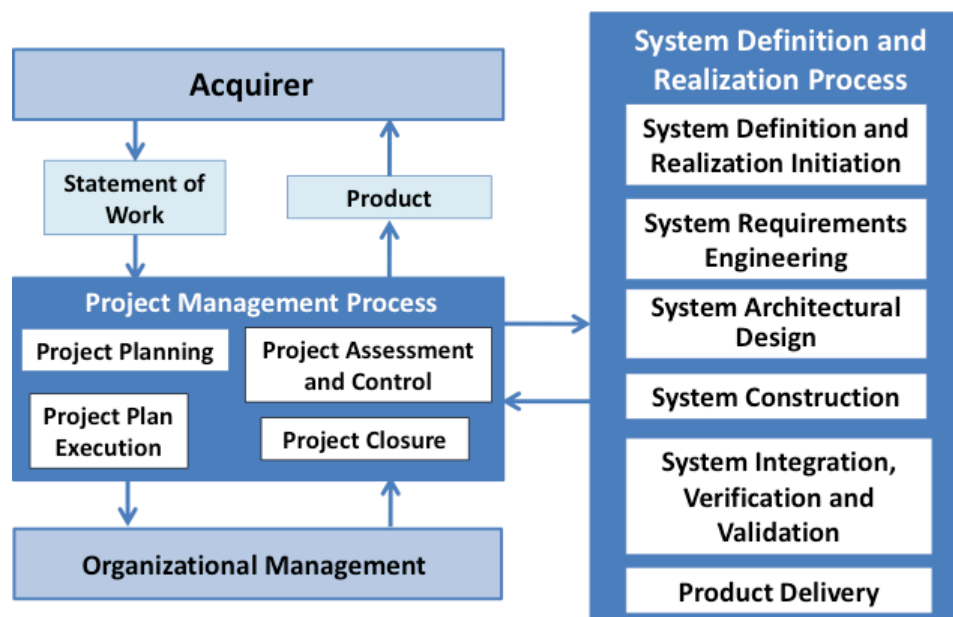 Acquirer
Statement of
Work
Product
Project Management Process
Project Planning
Project Assessment
and Control
Project Plan
Execution
Project Closure
Organizational Management
System Definition and
Realization Process
System Definition and
Realization Initiation
System Requirements
Engineering
System Architectural
Design
System Construction
System Integration,
Verification and
Validation
Product Delivery